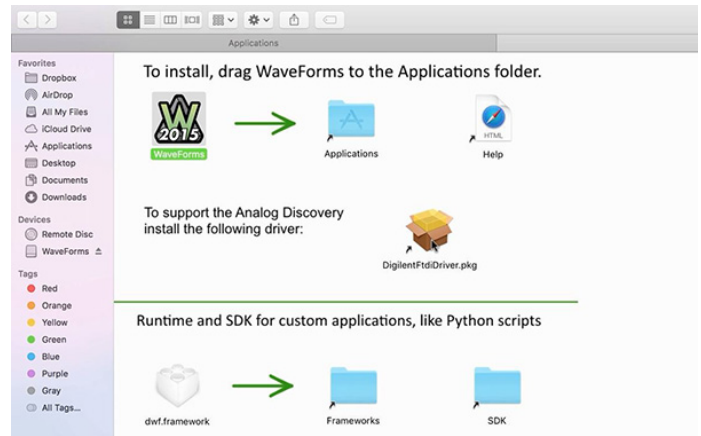 Applications
Favorites
Dropbox
AirDrop
All My Files
iCloud Drive
Applications
Desktop
Documents
Downloads
Devices
Remote Disc
WaveForms
Tags
Red
Orange
Yellow
Green
Blue
Purple
Gray
All Tags...
To install, drag WaveForms to the Applications folder.
W
2015
HTML
WaveForms
Applications
Help
To support the Analog Discovery
install the following driver:
DigilentFtdiDriver.pkg
Runtime and SDK for custom applications, like Python scripts
dwf.framework
Frameworks
SDK